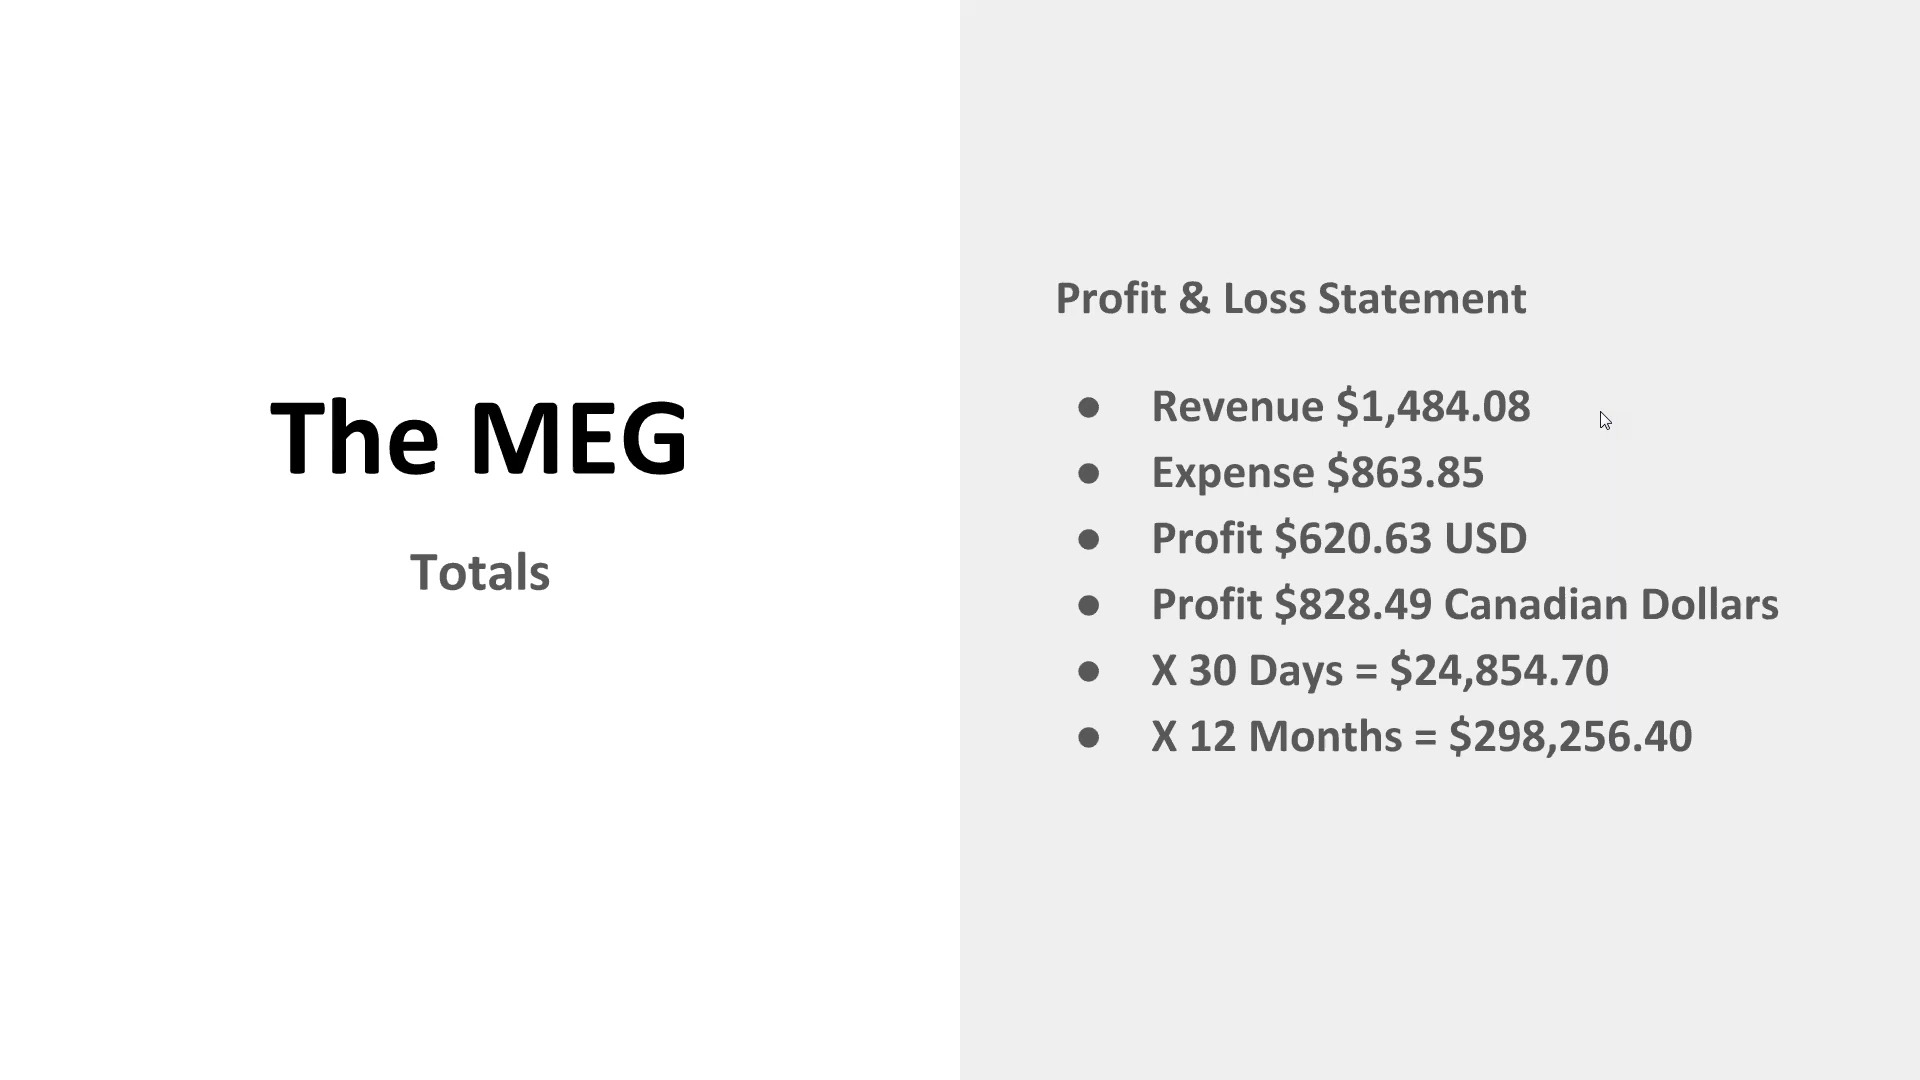 The MEG
Totals
Profit & Loss Statement
● Revenue $1,484.08
● Expense $863.85
● Profit $620.63 USD
● Profit $828.49 Canadian Dollars
● X 30 Days = $24,854.70
● X 12 Months = $298,256.40